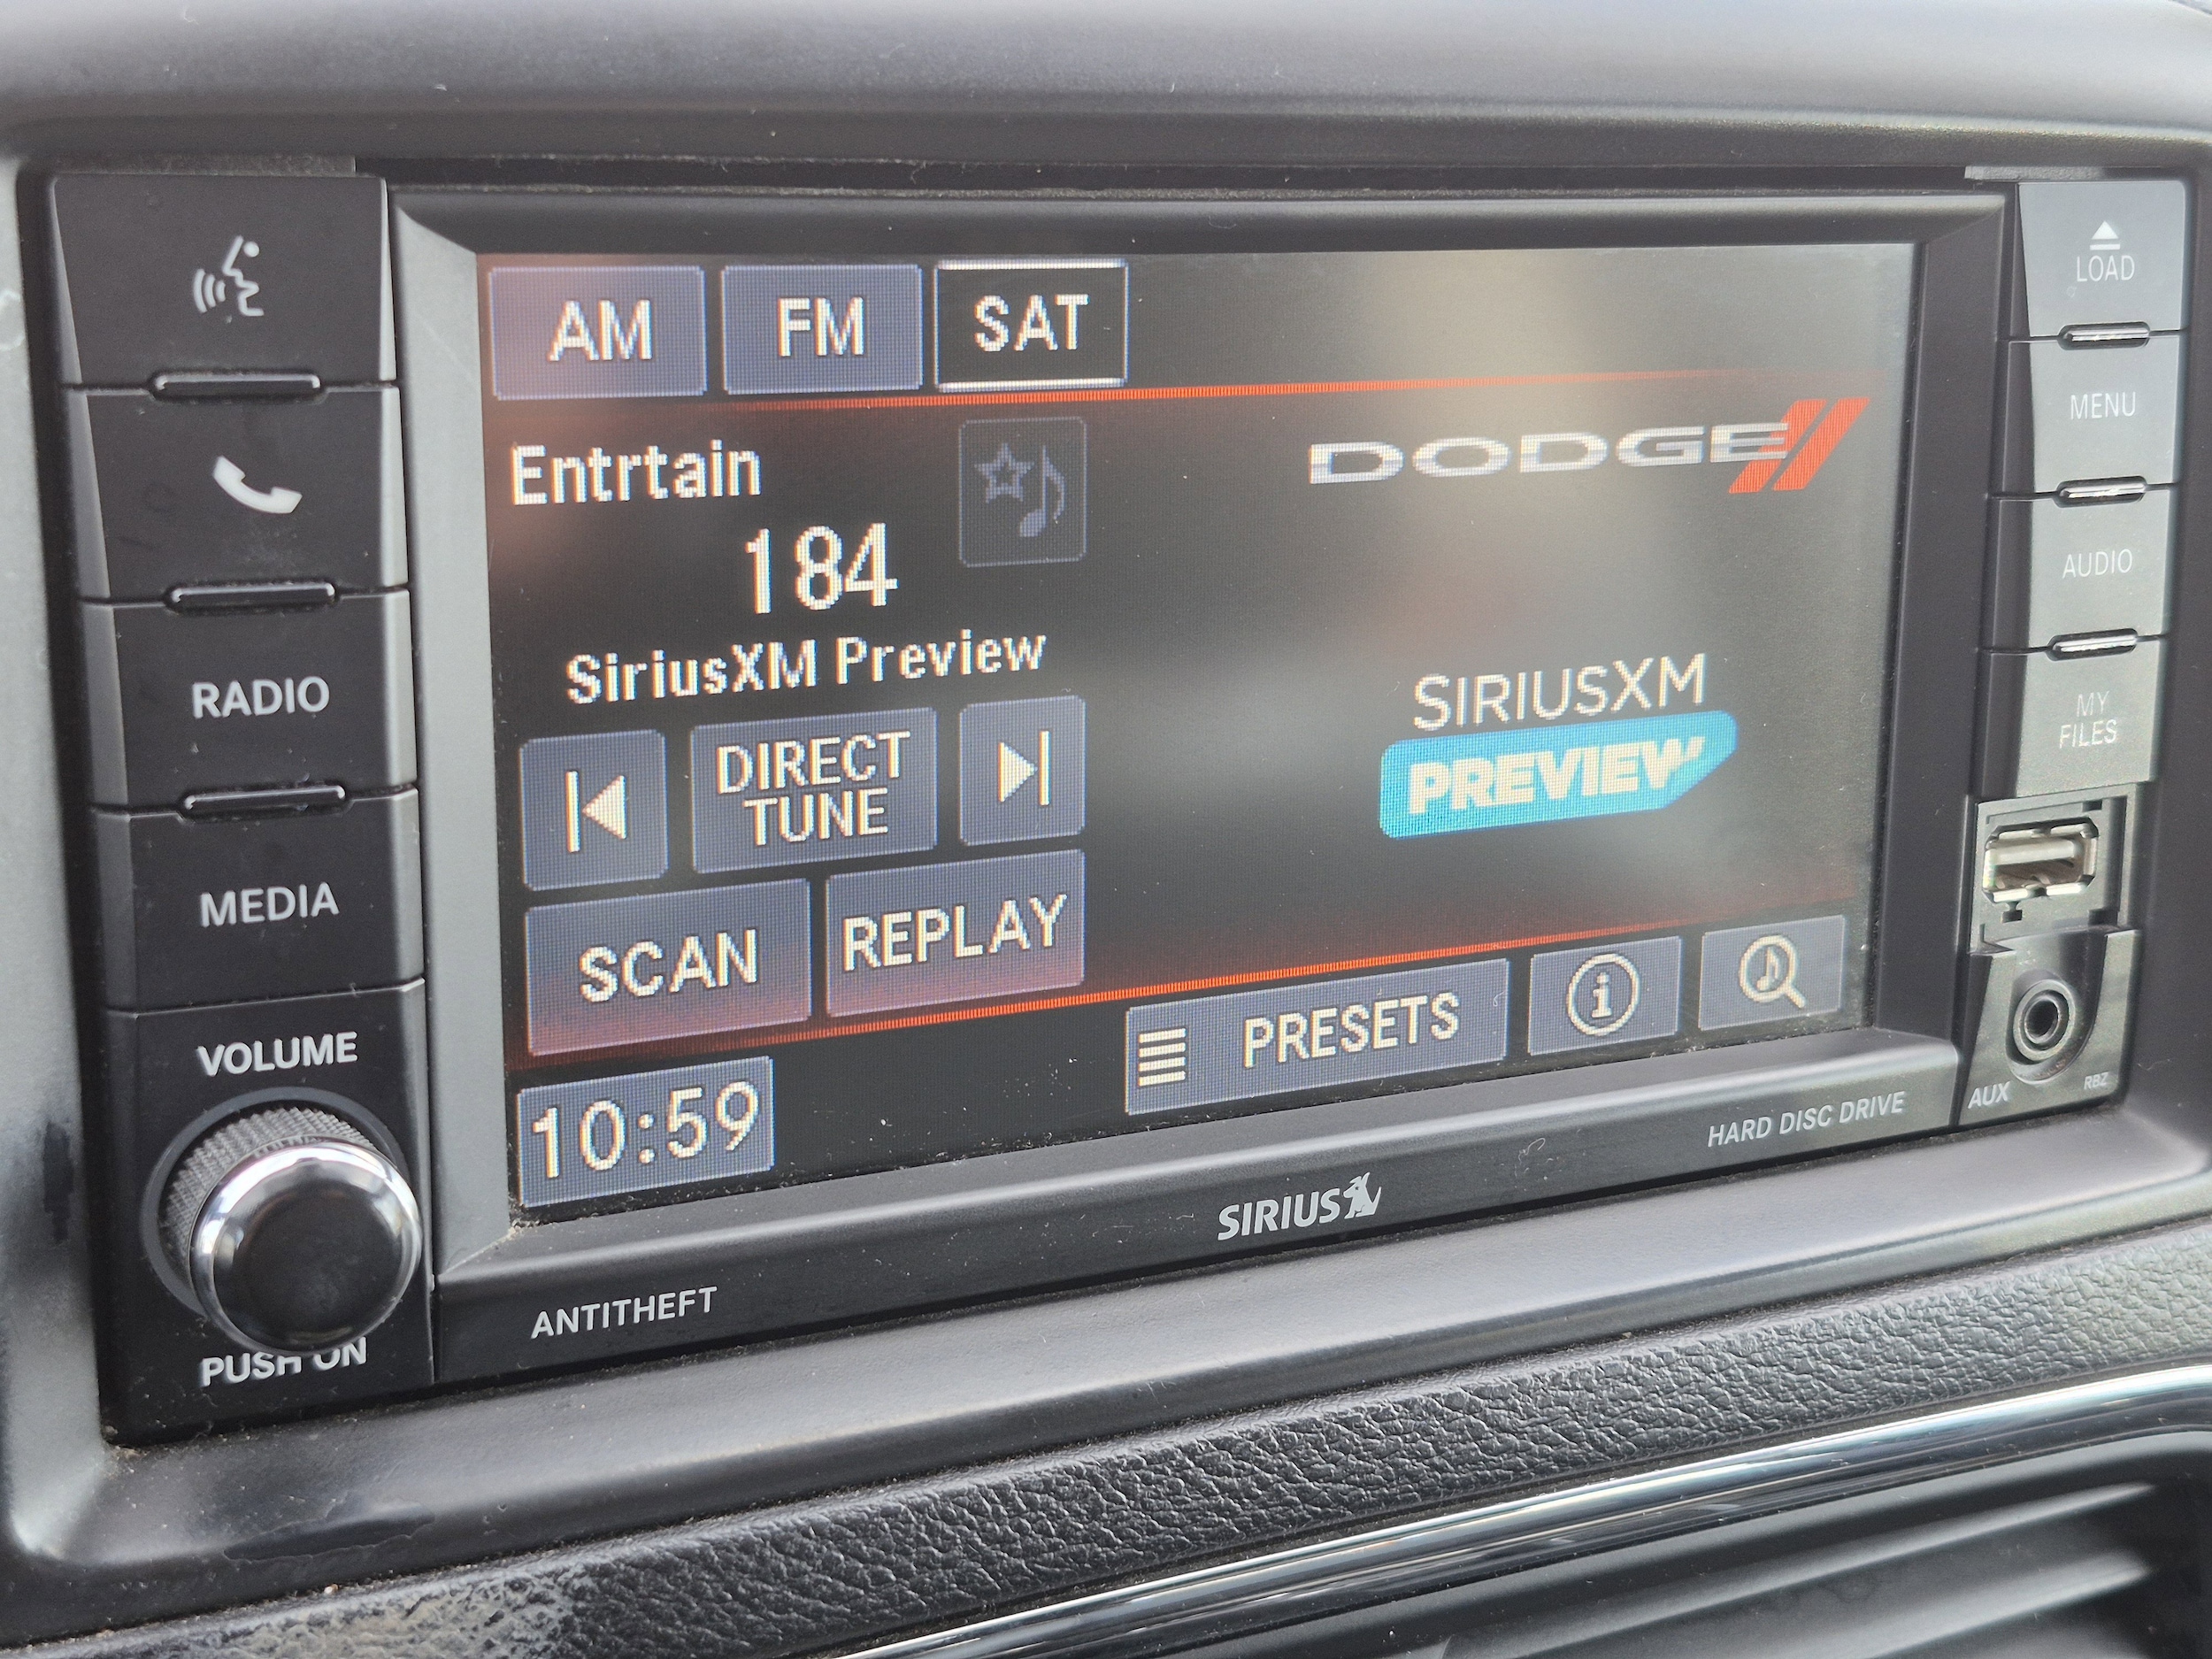 AM FM SAT
LOAD
MENU
AUDIO
MY
FILES
DODGE
Entrtain
184
SiriusXM Preview
SIRIUSXM
PREVIEW
DIRECT
TUNE
RADIO
MEDIA
SCAN REPLAY
PRESETS
i
VOLUME
10:59
PUSH ON
ANTITHEFT
SIRIUS
HARD DISC DRIVE
AUX
RBZ